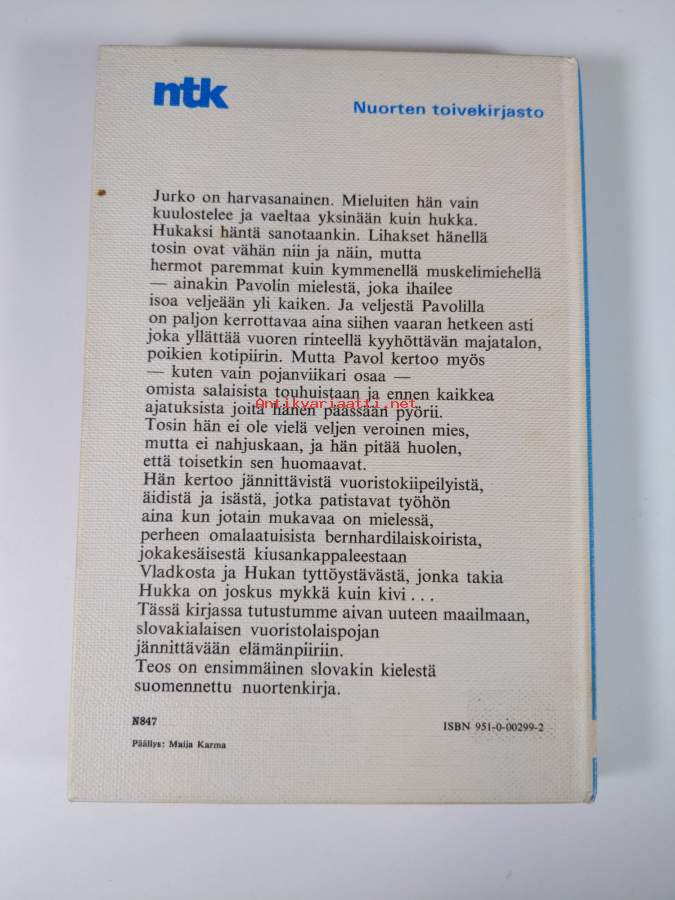 ntk
Nuorten toivekirjasto
Jurko on harvasanainen. Mieluiten hän vain
kuulostelee ja vaeltaa yksinään kuin hukka.
Hukaksi häntä sanotaankin. Lihakset hänellä
tosin ovat vähän niin ja näin, mutta
hermot paremmat kuin kymmenellä muskelimiehellä
— ainakin Pavolin mielestä, joka ihailee
isoa veljeään yli kaiken. Ja veljestä Pavolilla
on paljon kerrottavaa aina siihen vaaran hetkeen asti
joka yllättää vuoren rinteellä kyyhöttävän majatalon,
poikien kotipiirin. Mutta Pavol kertoo myös
— kuten vain pojanviikari osaa —
omista salaisista touhuistaan ja ennen kaikkea
ajatuksista joita hänen päässään pyörii.
Antikvariaatti.net
Tosin hän ei ole vielä veljen veroinen mies,
mutta ei nahjuskaan, ja hän pitää huolen,
että toisetkin sen huomaavat.
Hän kertoo jännittävistä vuoristokiipeilyistä,
äidistä ja isästä, jotka patistavat työhön
aina kun jotain mukavaa on mielessä,
perheen omalaatuisista bernhardilaiskoirista,
jokakesäisestä kiusankappaleestaan
Vladkosta ja Hukan tyttöystävästä, jonka takia
Hukka on joskus mykkä kuin kivi . . .
Tässä kirjassa tutustumme aivan uuteen maailmaan,
slovakialaisen vuoristolaispojan
jännittävään elämänpiiriin.
Teos on ensimmäinen slovakin kielestä
suomennettu nuortenkirja.
N847
ISBN 951-0-00299-2
Päällys: Maija Karma